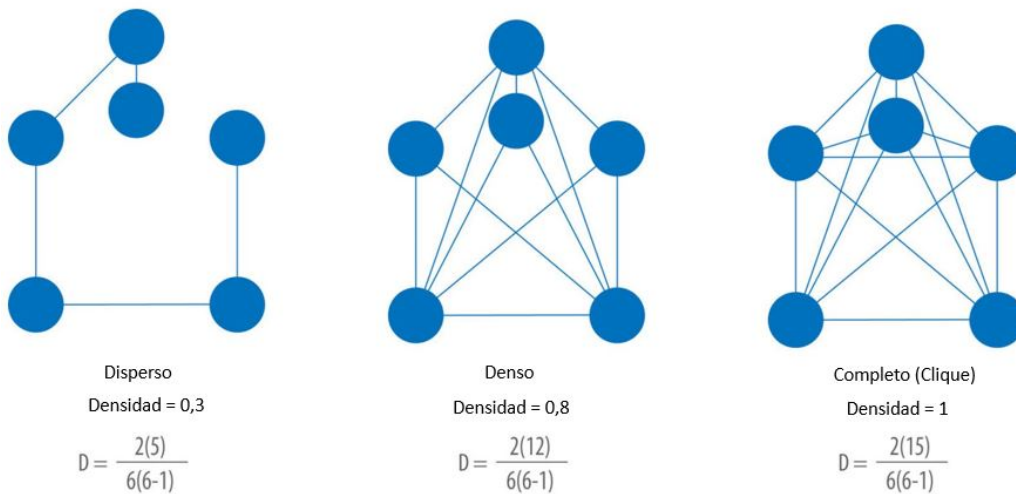 Disperso
Densidad = 0,3
D = 2(5) / 6(6-1)
Denso
Densidad = 0,8
D = 2(12) / 6(6-1)
Completo (Clique)
Densidad = 1
D = 2(15) / 6(6-1)